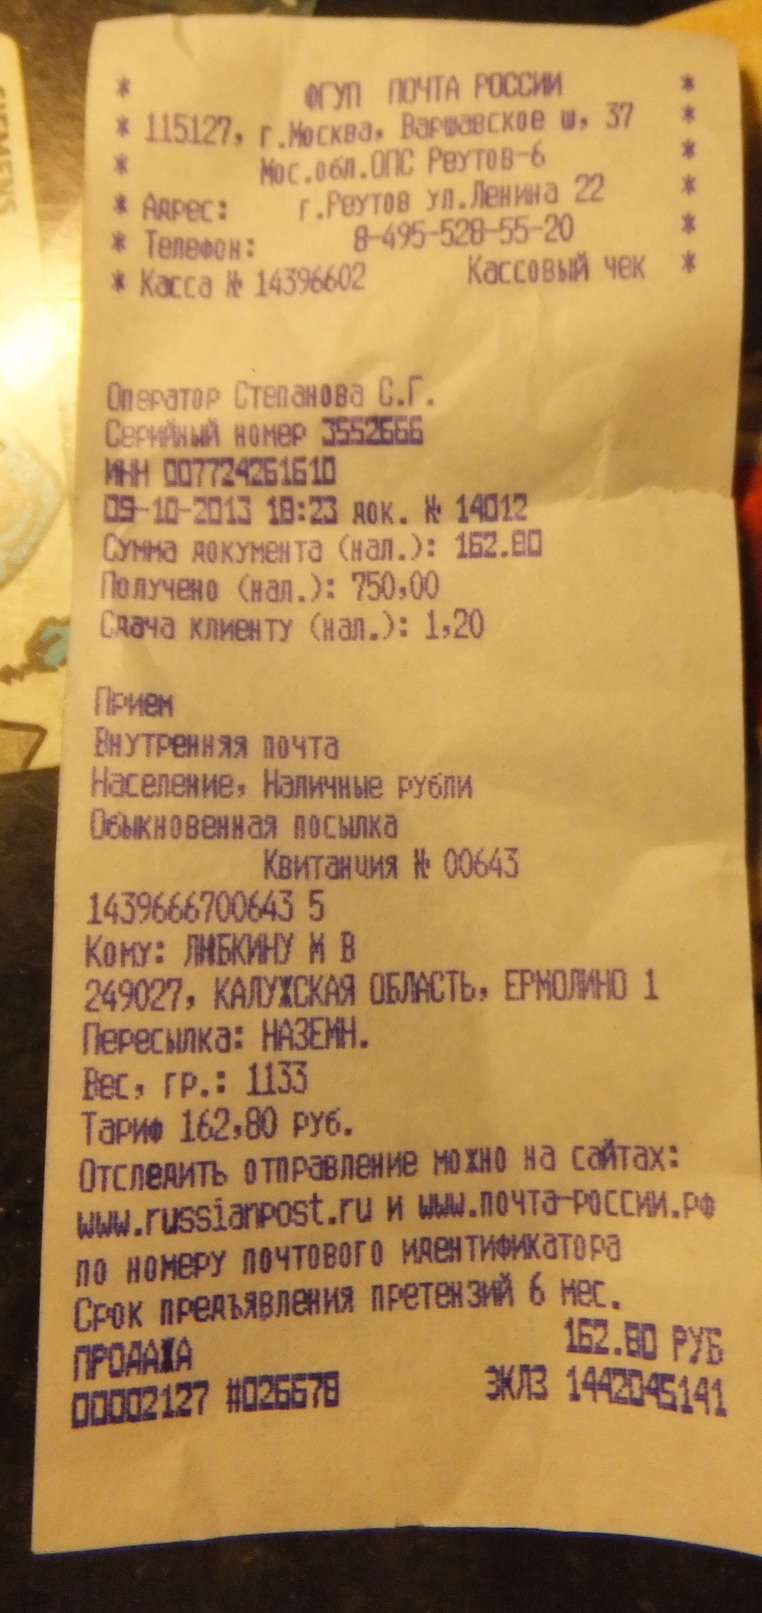 * ФГУП ПОЧТА РОССИИ *
* 115127, г.Москва, Варшавское ш, 37 *
* Мос.обл.ОПС Реутов-6 *
* Адрес: г.Реутов ул.Ленина 22 *
* Телефон: 8-495-528-55-20 *
* Касса № 14396602 Кассовый чек *
Оператор Степанова С.Г.
Серийный номер 3552666
ИНН 007724261610
09-10-2013 18:23 док. № 14012
Сумма документа (нал.): 162.80
Получено (нал.): 750,00
Сдача клиенту (нал.): 1,20
Прием
Внутренняя почта
Население, Наличные рубли
Обыкновенная посылка
Квитанция № 00643
1439666700643 5
Кому: ЛИБКИНУ М В
249027, КАЛУЖСКАЯ ОБЛАСТЬ, ЕРМОЛИНО 1
Пересылка: НАЗЕМН.
Вес, гр.: 1133
Тариф 162,80 руб.
Отследить отправление можно на сайтах:
www.russianpost.ru и www.почта-россии.рф
по номеру почтового идентификатора
Срок предъявления претензий 6 мес.
ПРОДАЖА 162.80 РУБ
00002127 #026678 ЭКЛЗ 1442045141
SIEMENS